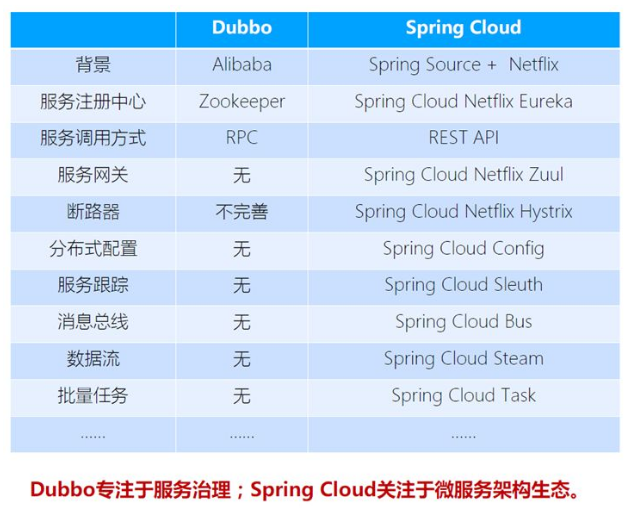 Dubbo Spring Cloud
背景 Alibaba Spring Source + Netflix
服务注册中心 Zookeeper Spring Cloud Netflix Eureka
服务调用方式 RPC REST API
服务网关 无 Spring Cloud Netflix Zuul
断路器 不完善 Spring Cloud Netflix Hystrix
分布式配置 无 Spring Cloud Config
服务跟踪 无 Spring Cloud Sleuth
消息总线 无 Spring Cloud Bus
数据流 无 Spring Cloud Steam
批量任务 无 Spring Cloud Task
...... ...... ......
Dubbo专注于服务治理；Spring Cloud关注于微服务架构生态。